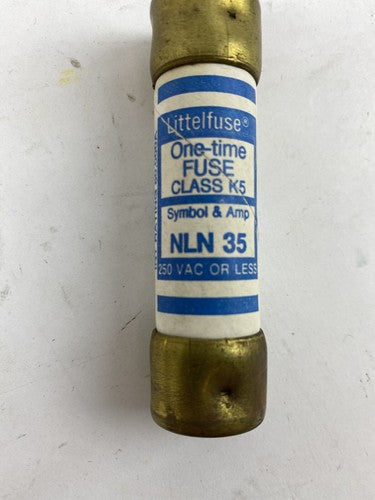 Littelfuse®
One-time
FUSE
CLASS K5
Symbol & Amp
NLN 35
250 VAC OR LESS